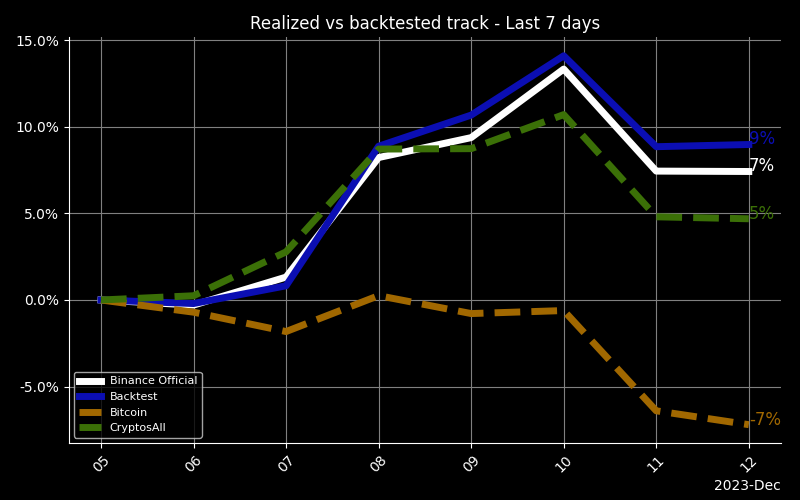 Realized vs backtested track - Last 7 days
15.0%
10.0%
5.0%
0.0%
-5.0%
9%
7%
5%
-7%
Binance Official
Backtest
Bitcoin
CryptosAll
05 06 07 08 09 10 11 12
2023-Dec